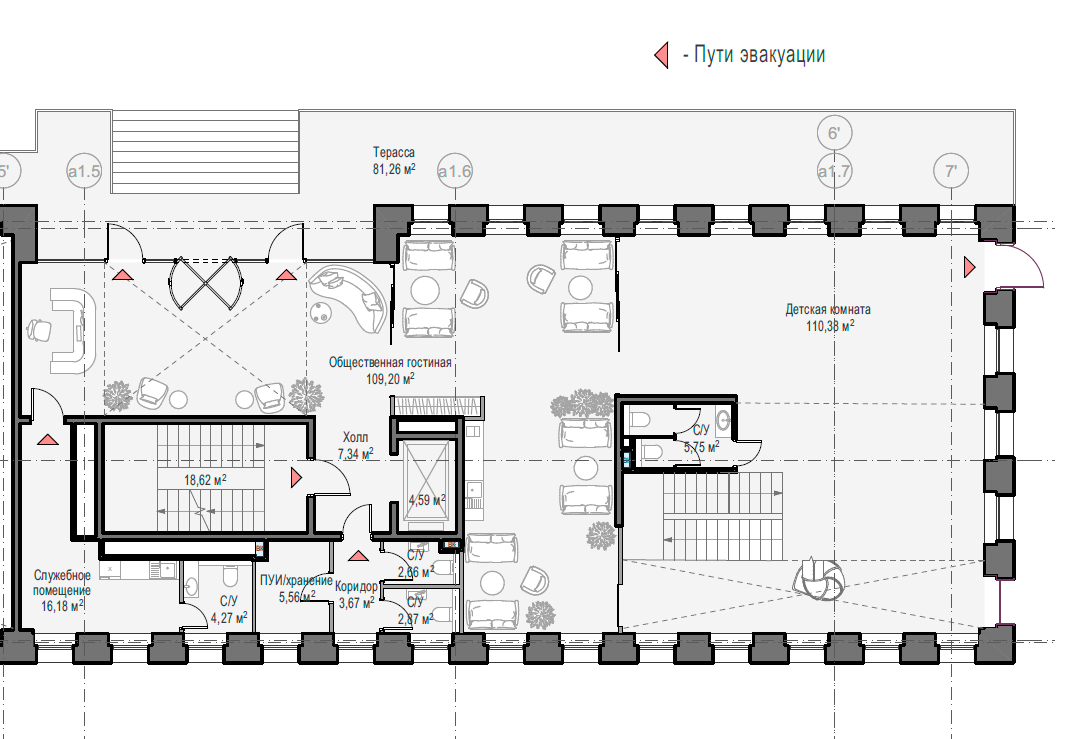 - Пути эвакуации
6'
5'
а1.5
Терасса
81,26 м²
а1.6
а1.7
7'
Детская комната
110,38 м²
Общественная гостиная
109,20 м²
Холл
7,34 м²
С/У
5,75 м²
18,62 м²
4,59 м²
ВК
ВК
С/У
2,66 м²
Служебное
помещение
16,18 м²
ПУИ/хранение
5,56 м²
Коридор
3,67 м²
С/У
4,27 м²
С/У
2,87 м²